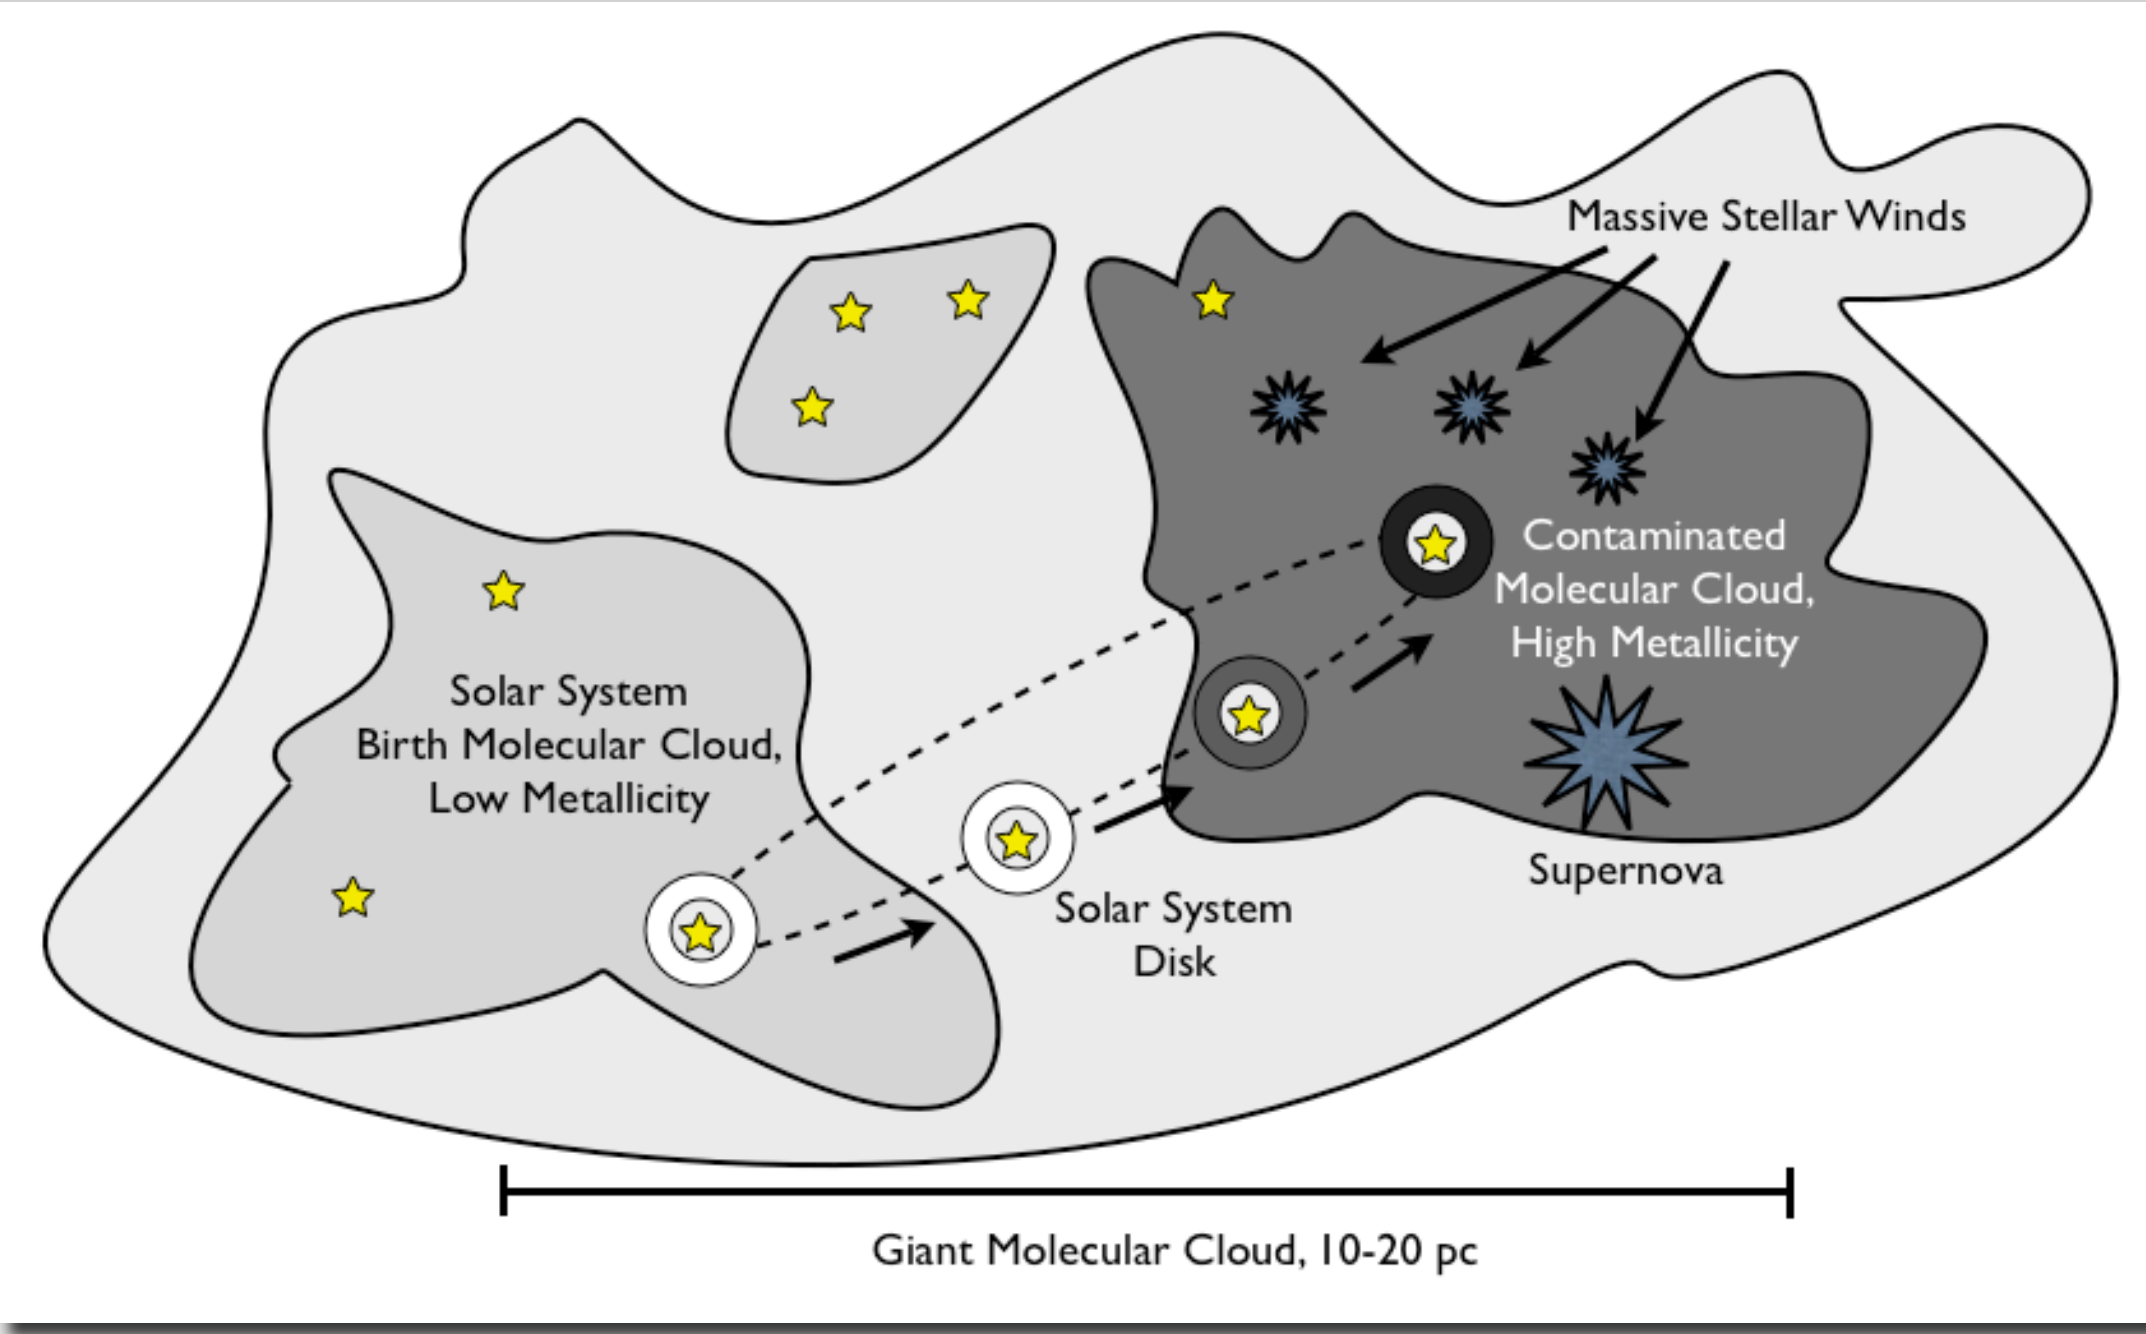 Massive Stellar Winds
Contaminated
Molecular Cloud,
High Metallicity
Solar System
Birth Molecular Cloud,
Low Metallicity
Supernova
Solar System
Disk
Giant Molecular Cloud, 10-20 pc